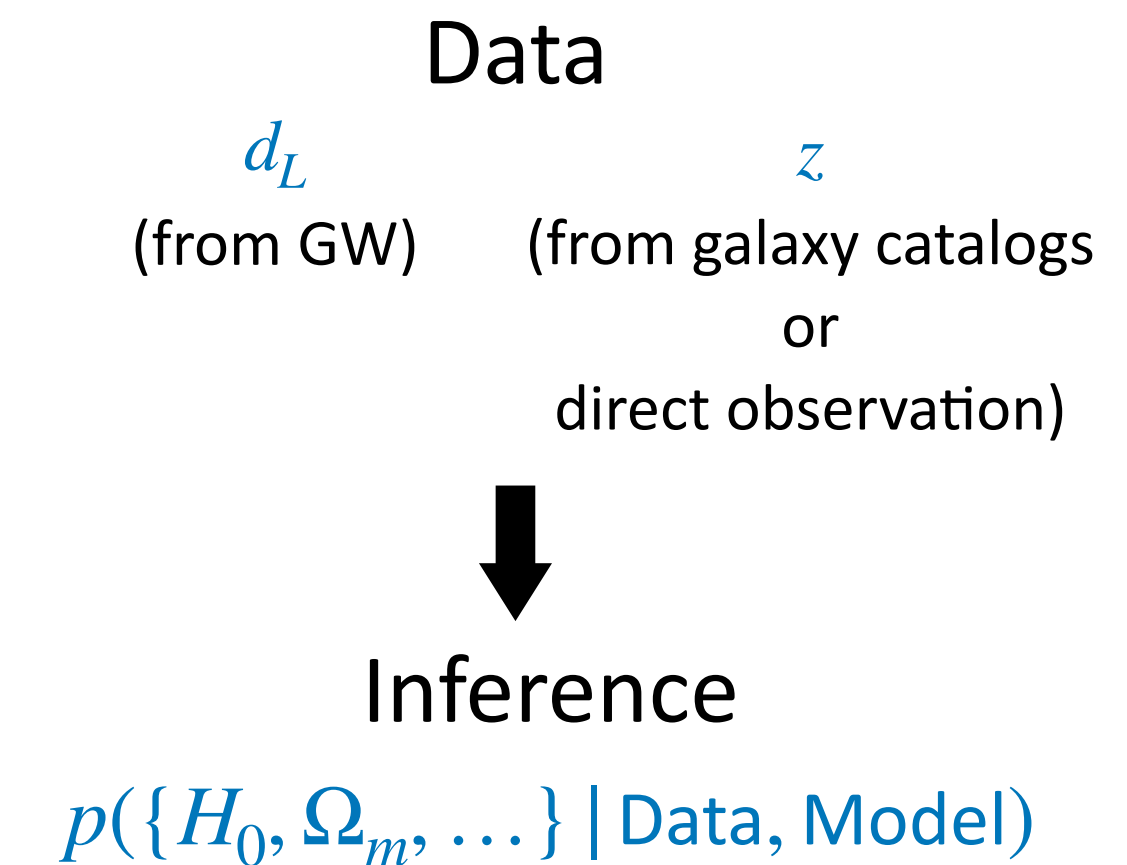 Data
d_L z
(from GW) (from galaxy catalogs
or
direct observation)
Inference
p({H_0, Ω_m, …} | Data, Model)